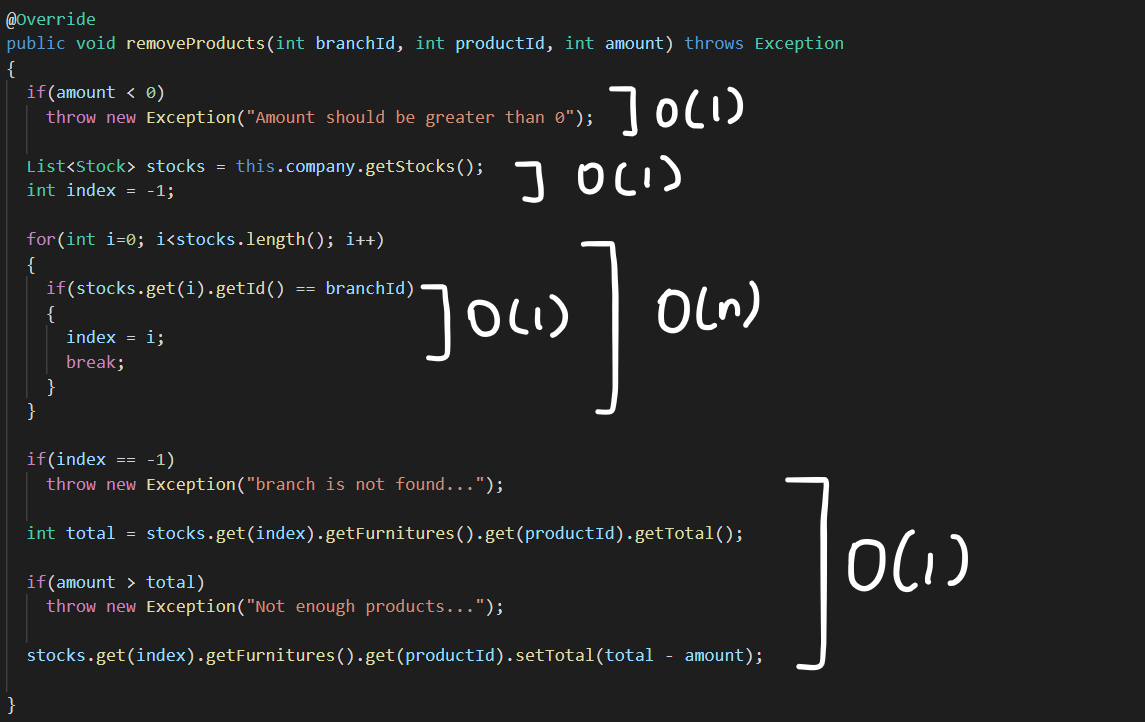 @Override
public void removeProducts(int branchId, int productId, int amount) throws Exception
{
if(amount < 0)
throw new Exception("Amount should be greater than 0"); ] O(1)
List<Stock> stocks = this.company.getStocks(); ] O(1)
int index = -1;
for(int i=0; i<stocks.length(); i++)
{
if(stocks.get(i).getId() == branchId) ] O(1) ] O(n)
{
index = i;
break;
}
}
if(index == -1)
throw new Exception("branch is not found...");
int total = stocks.get(index).getFurnitures().get(productId).getTotal(); ] O(1)
if(amount > total)
throw new Exception("Not enough products...");
stocks.get(index).getFurnitures().get(productId).setTotal(total - amount);
}